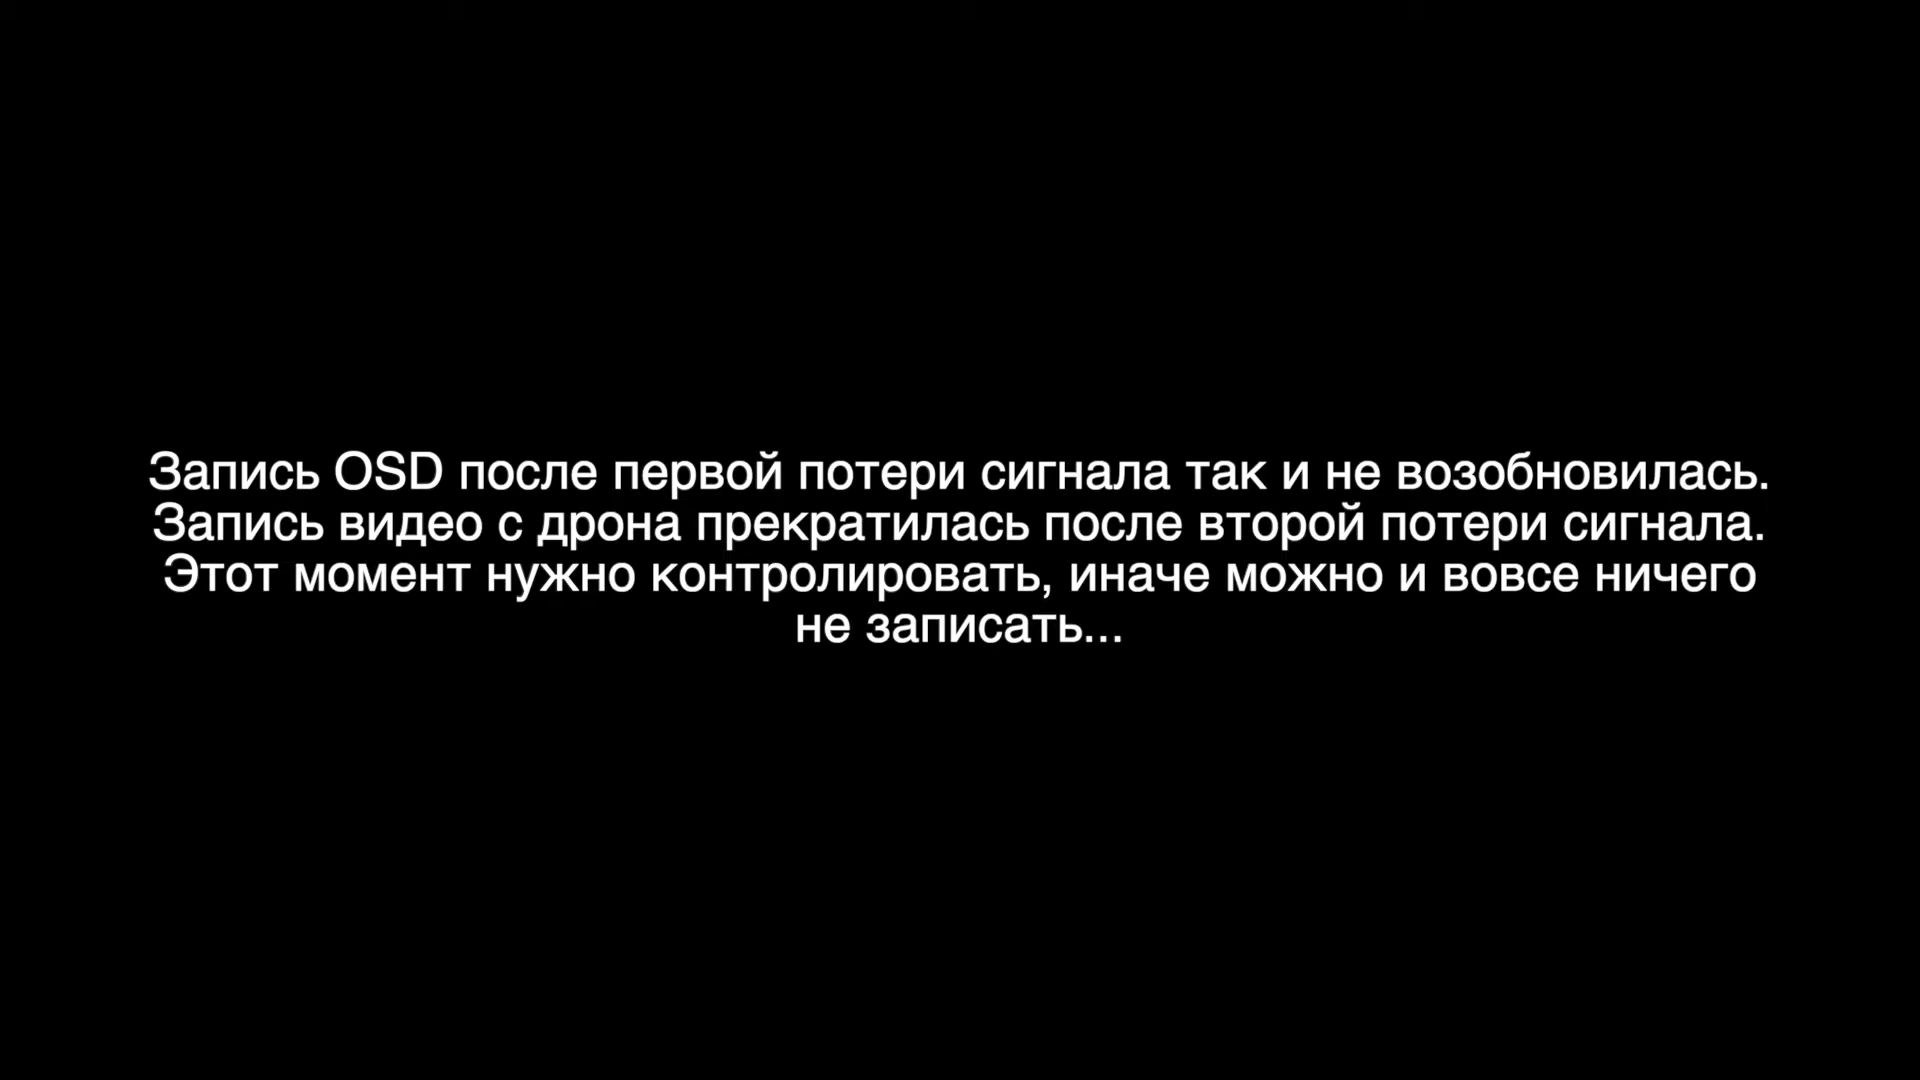 Запись OSD после первой потери сигнала так и не возобновилась.
Запись видео с дрона прекратилась после второй потери сигнала.
Этот момент нужно контролировать, иначе можно и вовсе ничего
не записать...